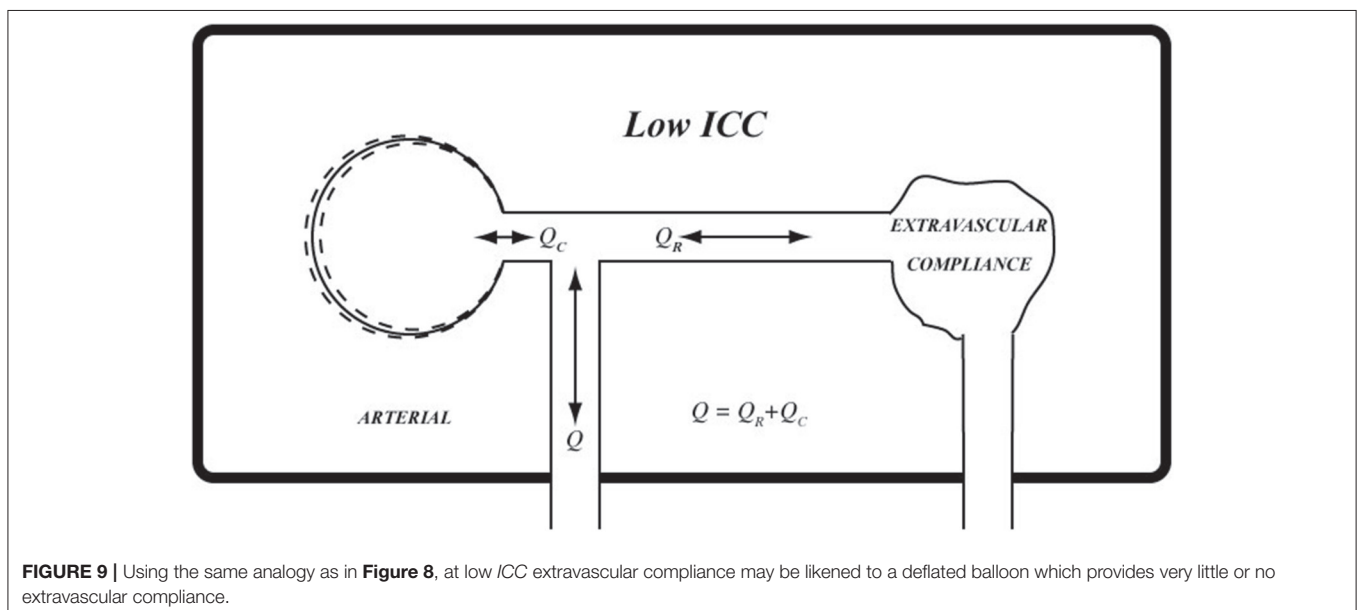 Low ICC
Q_C
Q_R
EXTRAVASCULAR
COMPLIANCE
ARTERIAL
Q = Q_R+Q_C
Q
FIGURE 9 | Using the same analogy as in Figure 8, at low ICC extravascular compliance may be likened to a deflated balloon which provides very little or no
extravascular compliance.